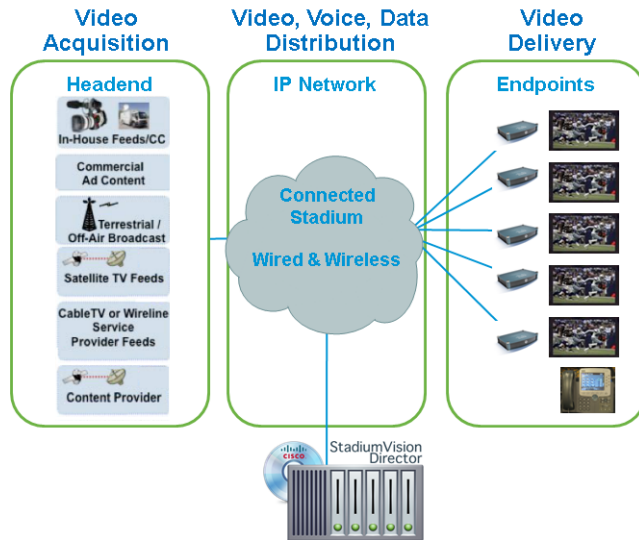 Video
Acquisition
Video, Voice, Data
Distribution
Video
Delivery
Headend
IP Network
Endpoints
In-House Feeds/CC
Commercial
Ad Content
Terrestrial /
Off-Air Broadcast
Satellite TV Feeds
CableTV or Wireline
Service
Provider Feeds
Content Provider
Connected
Stadium
Wired & Wireless
StadiumVision
Director
CISCO